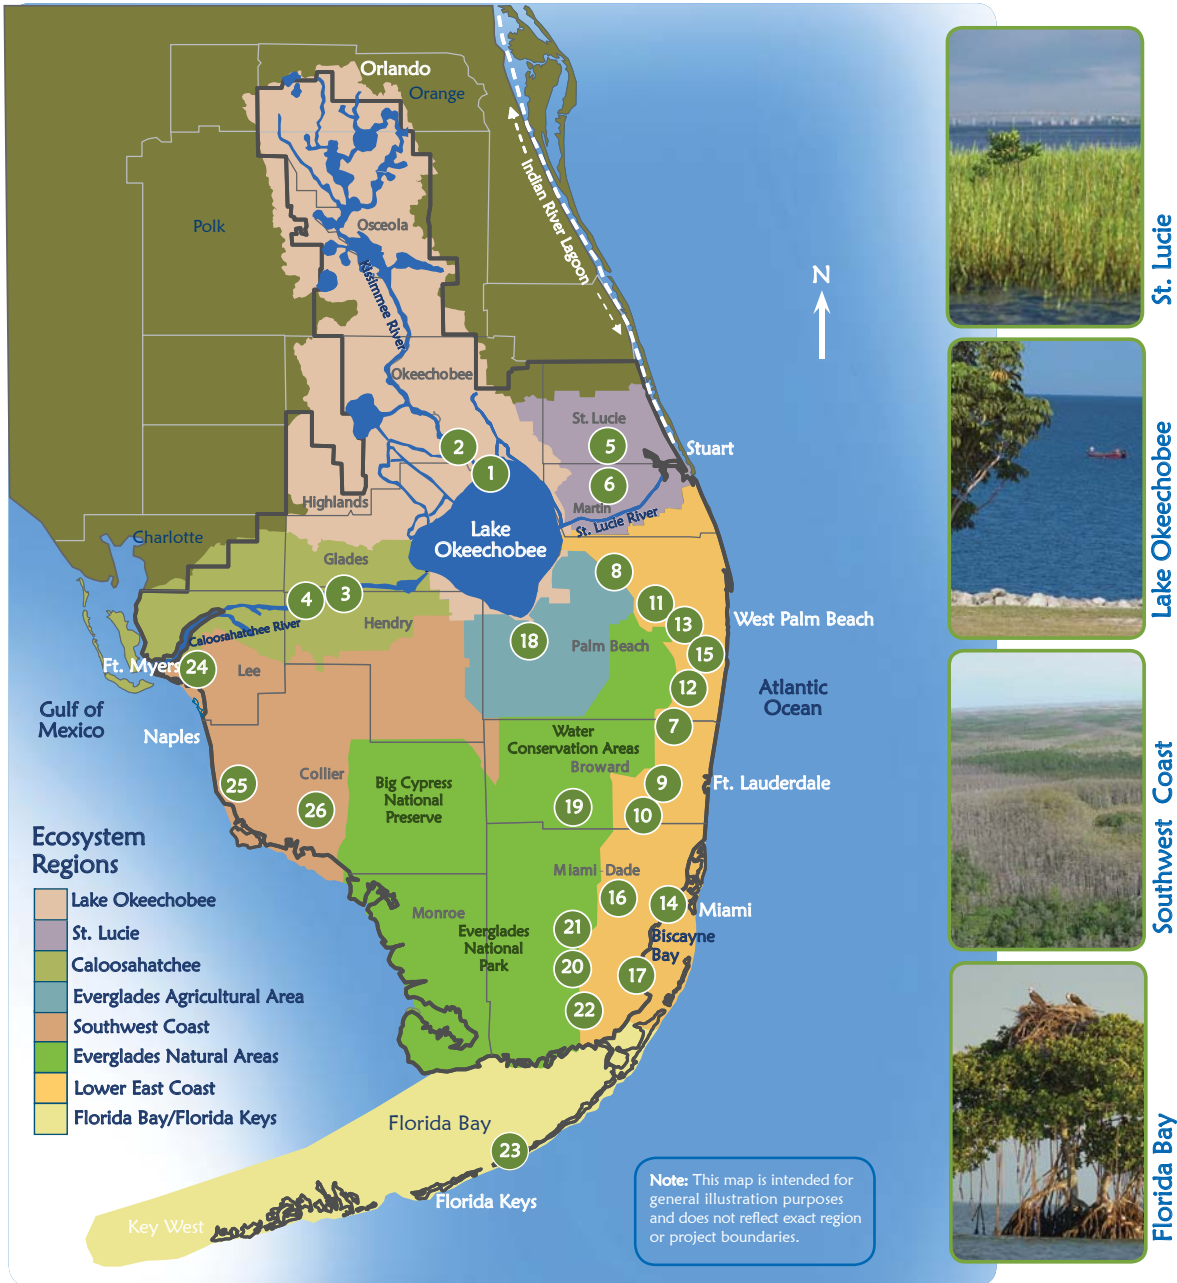 Orlando
Orange
Indian River Lagoon
Polk
Osceola
Kissimmee River
N
Okeechobee
St. Lucie
5
Stuart
2
1
6
Highlands
Martin
St. Lucie River
Lake
Okeechobee
Charlotte
Glades
8
4
3
11
Hendry
13
West Palm Beach
Caloosahatchee River
18
Palm Beach
15
Ft. Myers
24
Lee
12
Atlantic
Ocean
Gulf of
Mexico
Naples
7
Water
Conservation Areas
Broward
Collier
25
26
Big Cypress
National
Preserve
9
Ft. Lauderdale
19
10
Miami Dade
16
14
Miami
Monroe
21
Everglades
National
Park
Biscayne
Bay
20
17
22
Ecosystem
Regions
Lake Okeechobee
St. Lucie
Caloosahatchee
Everglades Agricultural Area
Southwest Coast
Everglades Natural Areas
Lower East Coast
Florida Bay/Florida Keys
Florida Bay
23
Florida Keys
Key West
Note: This map is intended for
general illustration purposes
and does not reflect exact region
or project boundaries.
St. Lucie
Lake Okeechobee
Southwest Coast
Florida Bay